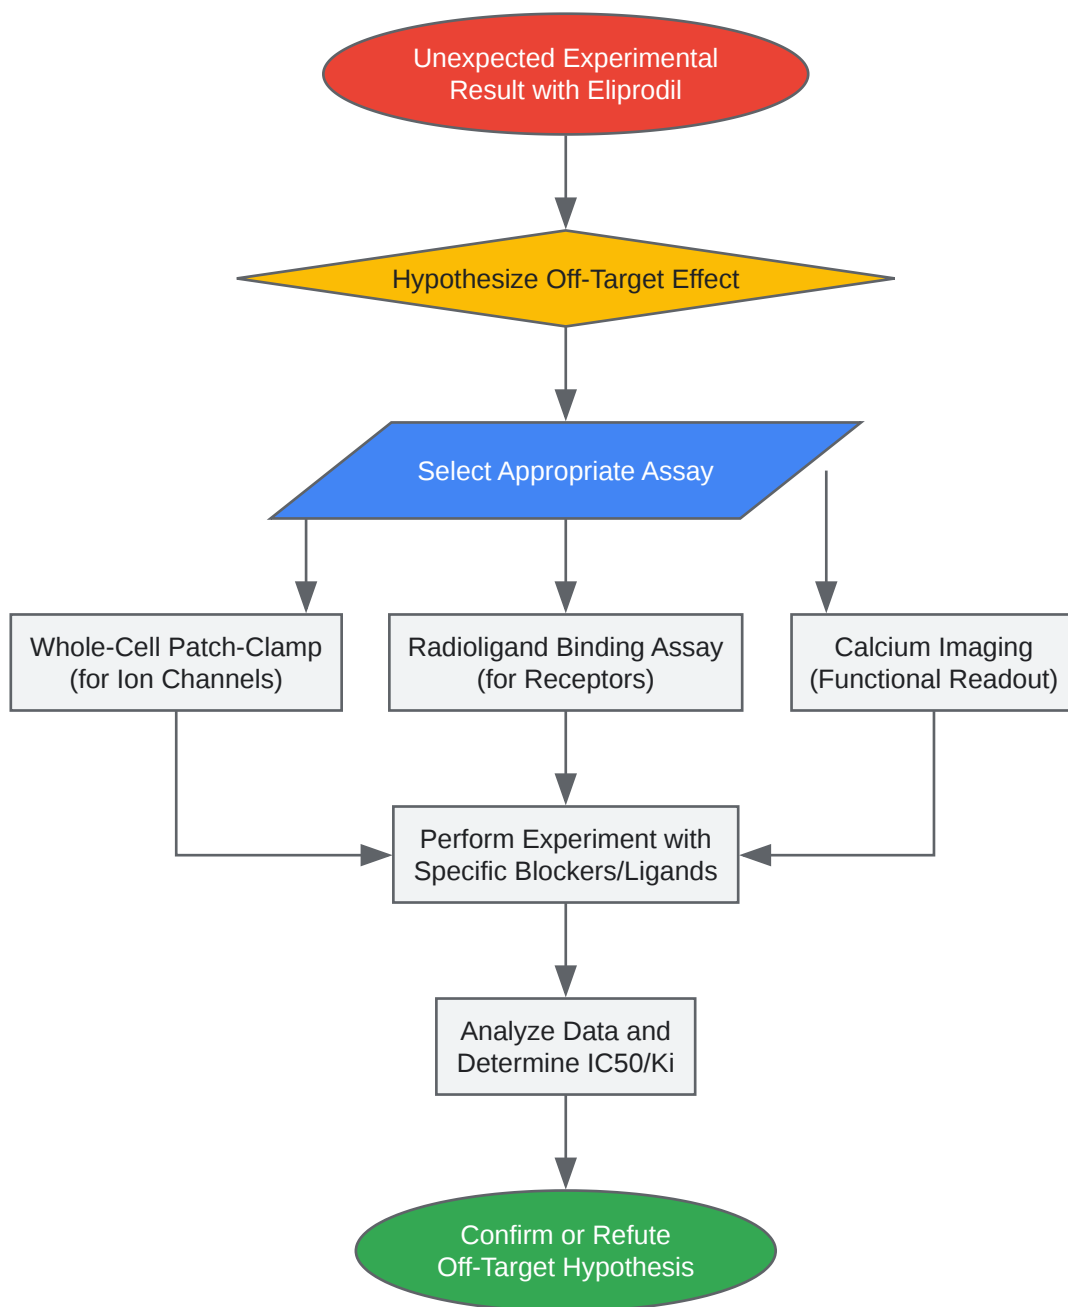 Unexpected Experimental
Result with Eliprodil
Hypothesize Off-Target Effect
Select Appropriate Assay
Whole-Cell Patch-Clamp
(for Ion Channels)
Radioligand Binding Assay
(for Receptors)
Calcium Imaging
(Functional Readout)
Perform Experiment with
Specific Blockers/Ligands
Analyze Data and
Determine IC50/Ki
Confirm or Refute
Off-Target Hypothesis